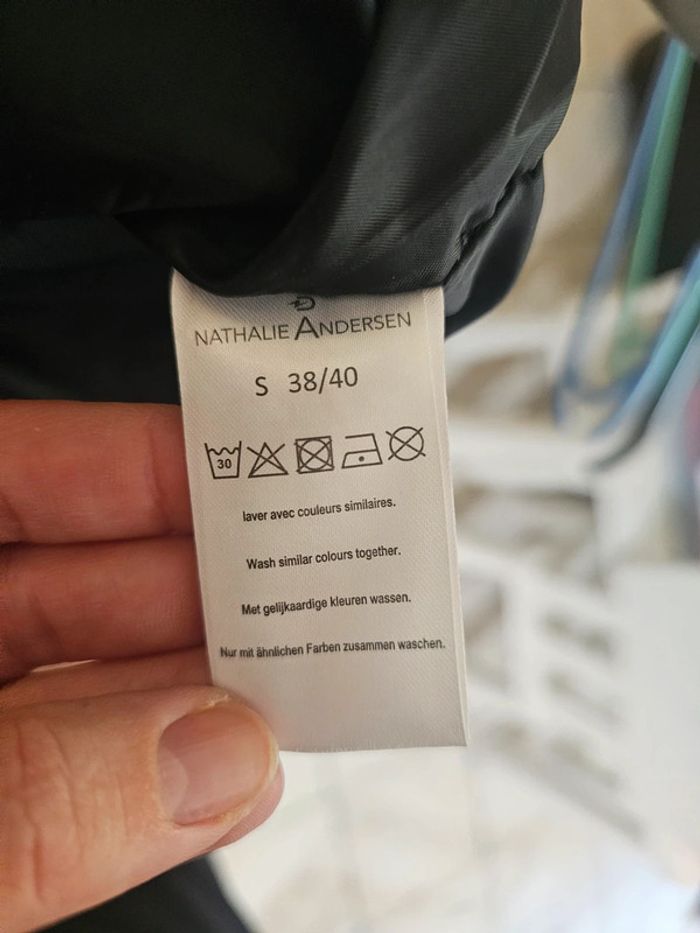 NATHALIE ANDERSEN
S 38/40
30
laver avec couleurs similaires.
Wash similar colours together.
Met gelijkaardige kleuren wassen.
Nur mit ähnlichen Farben zusammen waschen.